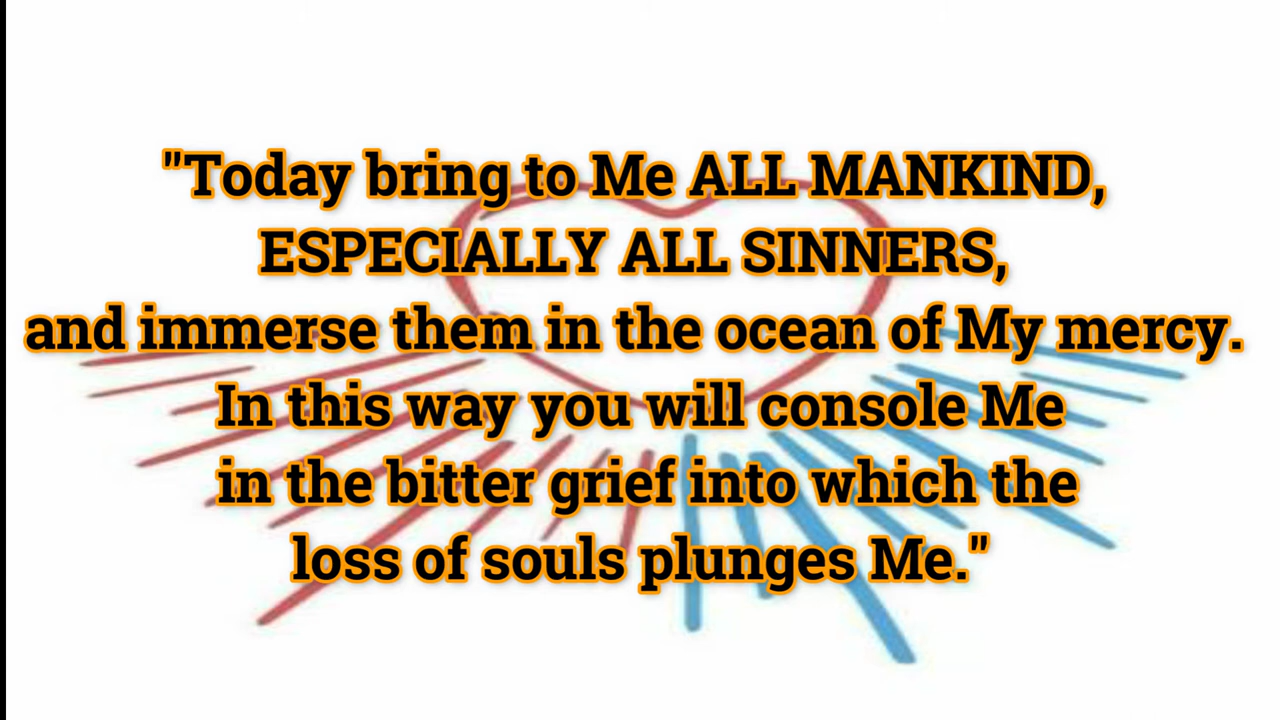 "Today bring to Me ALL MANKIND,
ESPECIALLY ALL SINNERS,
and immerse them in the ocean of My mercy.
In this way you will console Me
in the bitter grief into which the
loss of souls plunges Me."